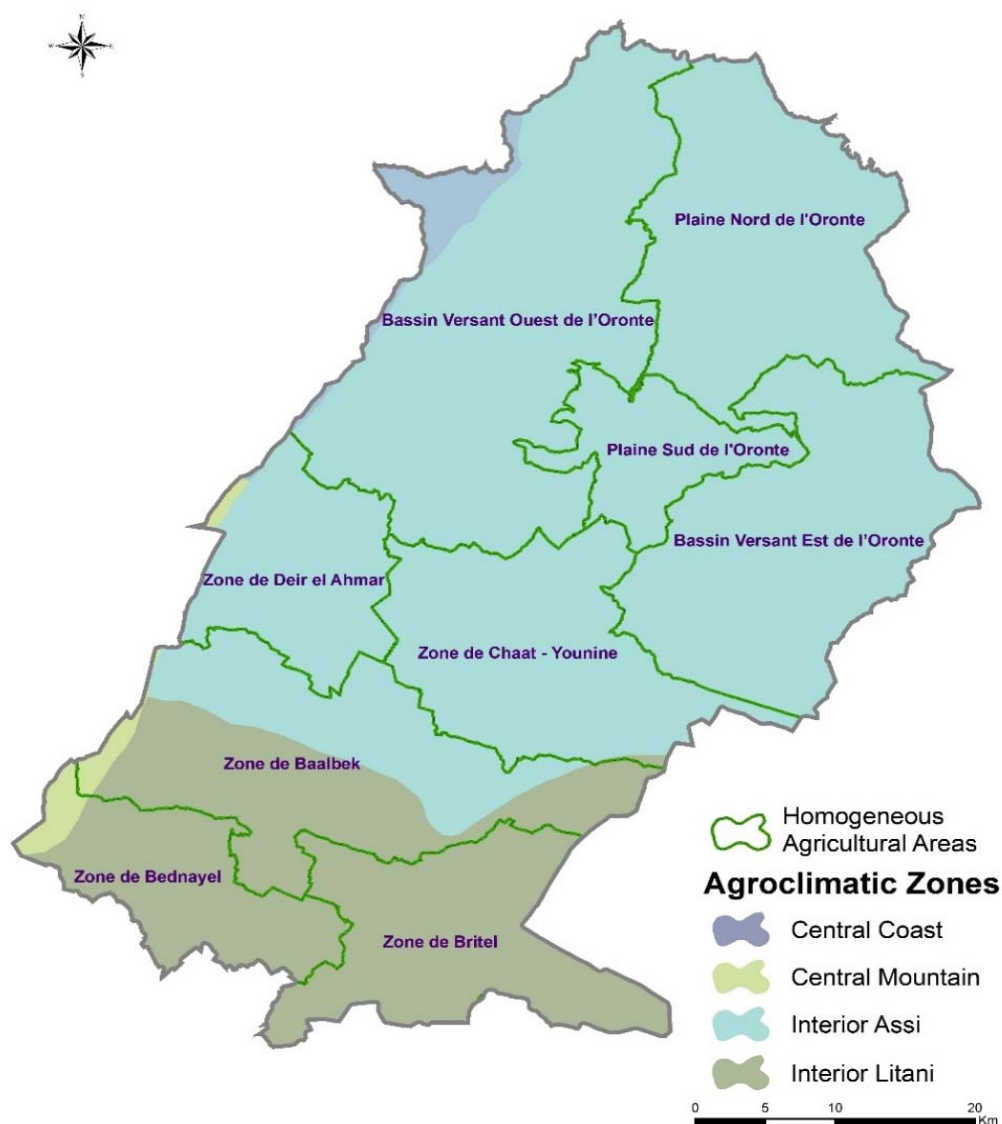 N
W
E
S
Plaine Nord de l'Oronte
Bassin Versant Ouest de l'Oronte
Plaine Sud de l'Oronte
Bassin Versant Est de l'Oronte
Zone de Deir el Ahmar
Zone de Chaat - Younine
Zone de Baalbek
Zone de Bednayel
Zone de Britel
Homogeneous
Agricultural Areas
Agroclimatic Zones
Central Coast
Central Mountain
Interior Assi
Interior Litani
0 5 10 20
Km